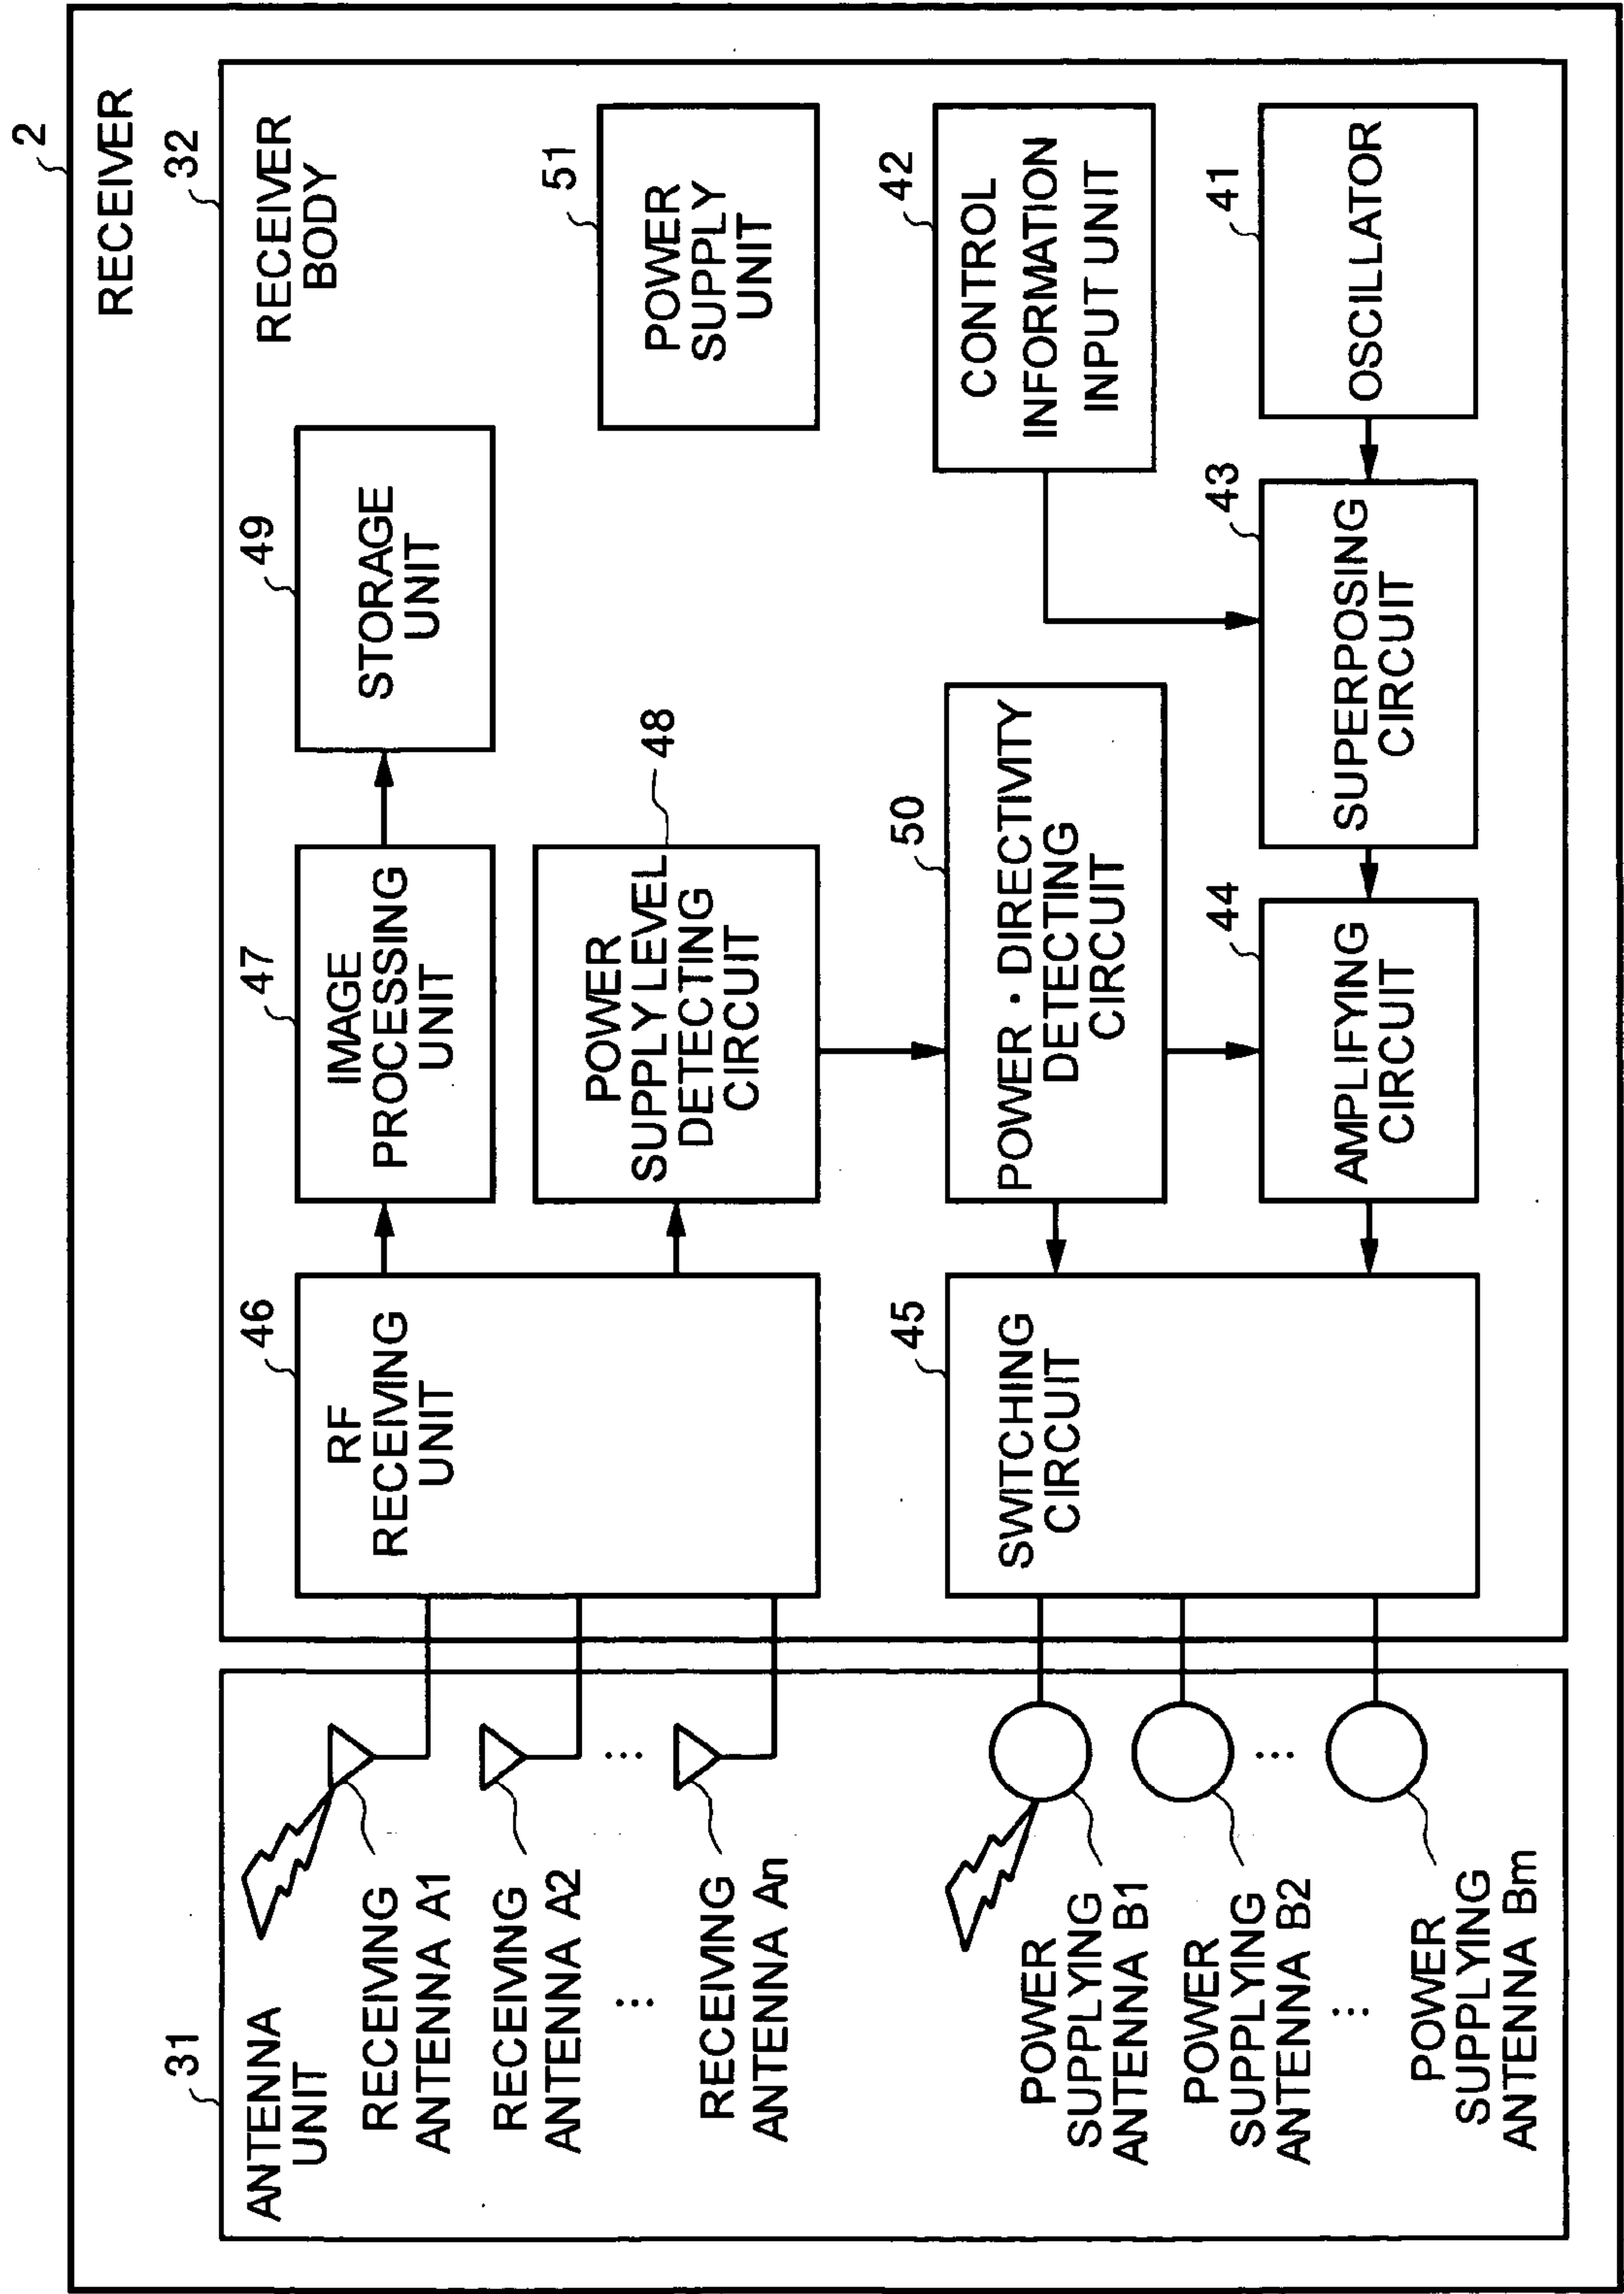 2
RECEIVER
31
ANTENNA
UNIT
RECEIVING
ANTENNA A1
RECEIVING
ANTENNA A2
...
RECEIVING
ANTENNA An
POWER
SUPPLYING
ANTENNA B1
POWER
SUPPLYING
ANTENNA B2
...
POWER
SUPPLYING
ANTENNA Bm
...
...
32
RECEIVER
BODY
46
RF
RECEIVING
UNIT
47
IMAGE
PROCESSING
UNIT
49
STORAGE
UNIT
POWER
SUPPLY LEVEL
DETECTING
CIRCUIT
48
51
POWER
SUPPLY
UNIT
45
SWITCHING
CIRCUIT
50
POWER・DIRECTIVITY
DETECTING
CIRCUIT
42
CONTROL
INFORMATION
INPUT UNIT
44
AMPLIFYING
CIRCUIT
43
SUPERPOSING
CIRCUIT
41
OSCILLATOR